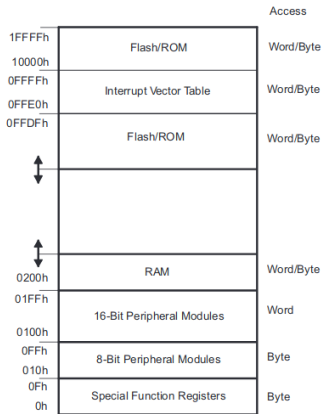 Access
1FFFFh
Flash/ROM
Word/Byte
10000h
0FFFFh
Interrupt Vector Table
Word/Byte
0FFE0h
0FFDFh
Flash/ROM
Word/Byte
RAM
Word/Byte
0200h
01FFh
16-Bit Peripheral Modules
Word
0100h
0FFh
8-Bit Peripheral Modules
Byte
010h
0Fh
Special Function Registers
Byte
0h